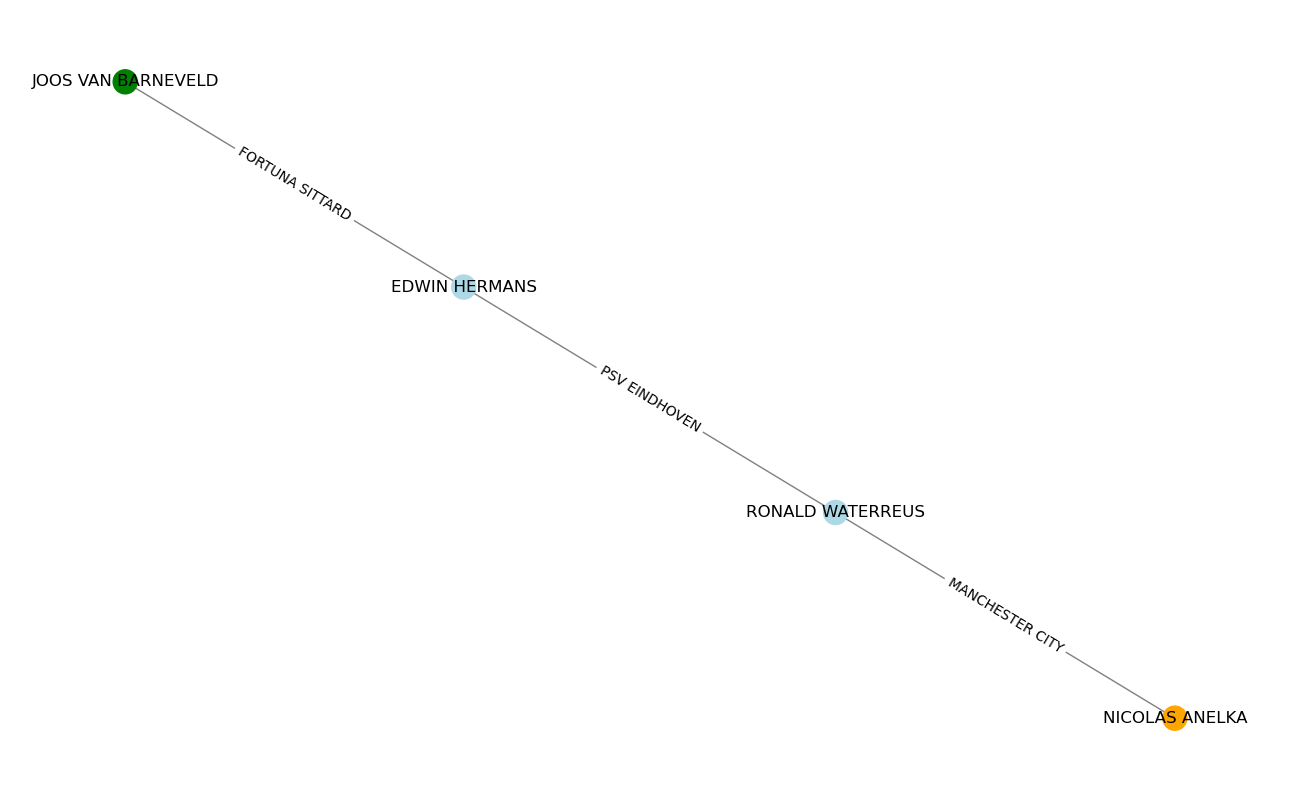 JOOS VAN BARNEVELD
FORTUNA SITTARD
EDWIN HERMANS
PSV EINDHOVEN
RONALD WATERREUS
MANCHESTER CITY
NICOLAS ANELKA